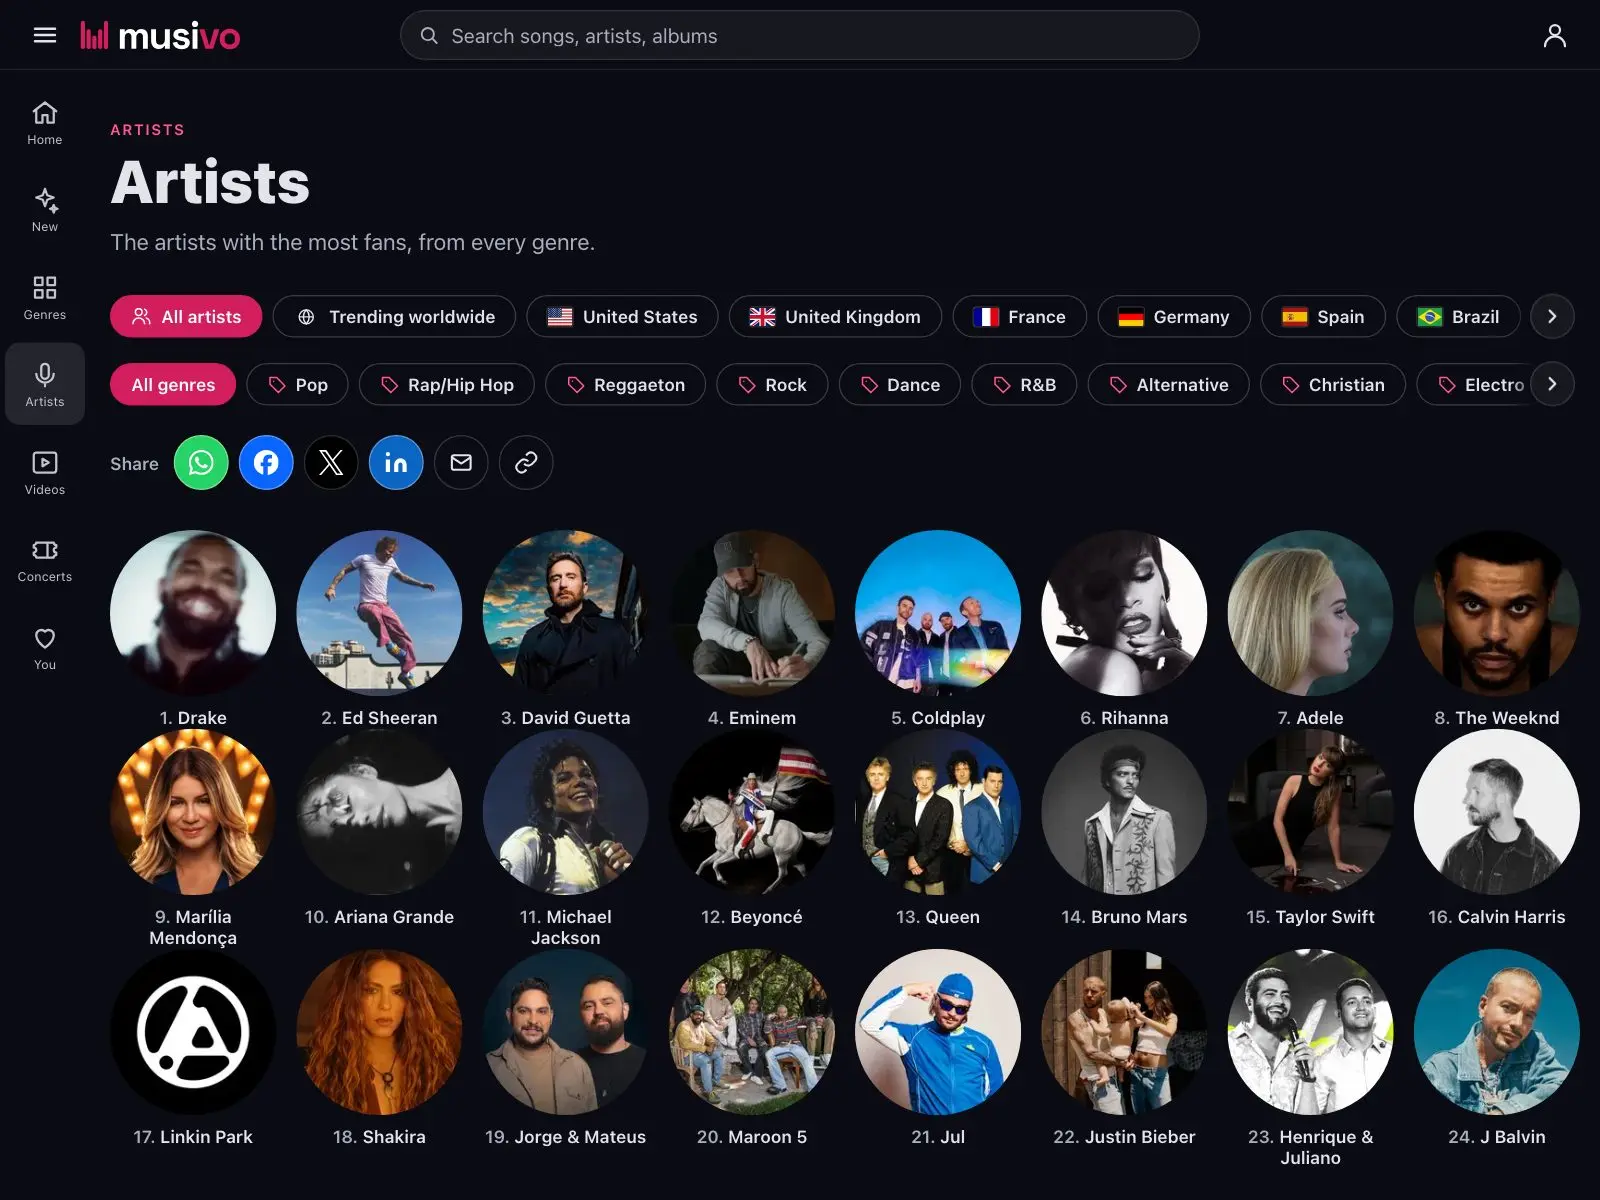 musivo
Search songs, artists, albums
Home
New
Genres
Artists
Videos
Concerts
You
ARTISTS
Artists
The artists with the most fans, from every genre.
All artists
Trending worldwide
United States
United Kingdom
France
Germany
Spain
Brazil
All genres
Pop
Rap/Hip Hop
Reggaeton
Rock
Dance
R&B
Alternative
Christian
Electro
Share
1. Drake
2. Ed Sheeran
3. David Guetta
4. Eminem
5. Coldplay
6. Rihanna
7. Adele
8. The Weeknd
9. Marília
Mendonça
10. Ariana Grande
11. Michael
Jackson
12. Beyoncé
13. Queen
14. Bruno Mars
15. Taylor Swift
16. Calvin Harris
17. Linkin Park
18. Shakira
19. Jorge & Mateus
20. Maroon 5
21. Jul
22. Justin Bieber
23. Henrique &
Juliano
24. J Balvin